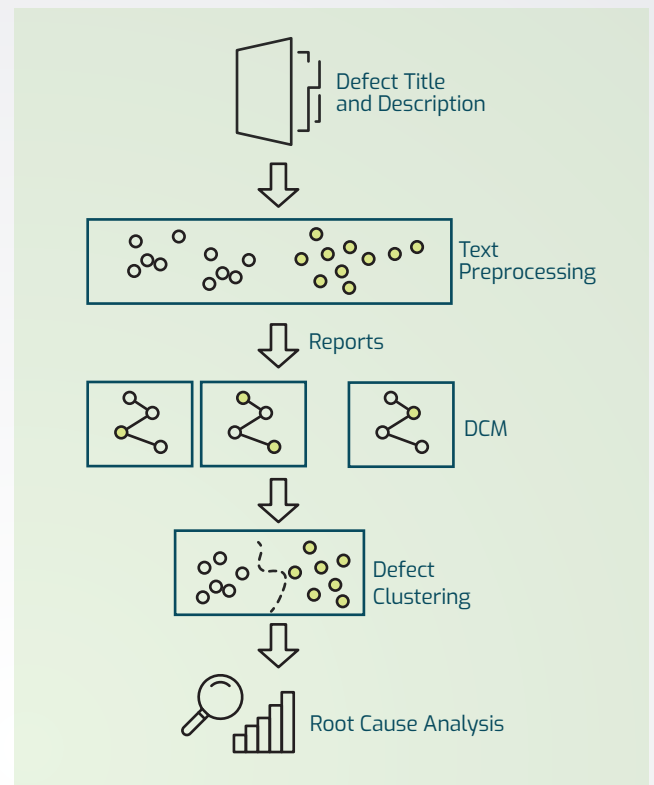 Defect Title
and Description
Text
Preprocessing
Reports
DCM
Defect
Clustering
Root Cause Analysis